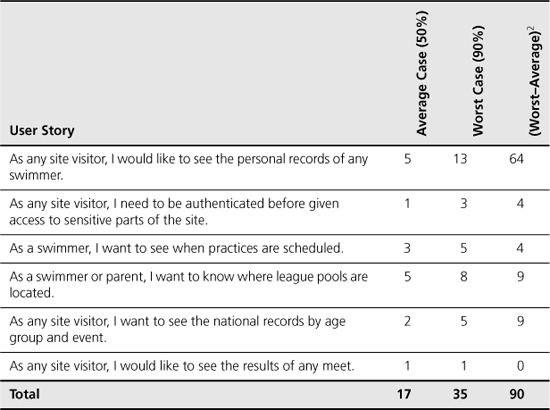 User Story Average Case (50%) Worst Case (90%) (Worst–Average)²
As any site visitor, I would like to see the personal records of any 5 13 64
swimmer.
As any site visitor, I need to be authenticated before given 1 3 4
access to sensitive parts of the site.
As a swimmer, I want to see when practices are scheduled. 3 5 4
As a swimmer or parent, I want to know where league pools are 5 8 9
located.
As any site visitor, I want to see the national records by age 2 5 9
group and event.
As any site visitor, I would like to see the results of any meet. 1 1 0
Total 17 35 90